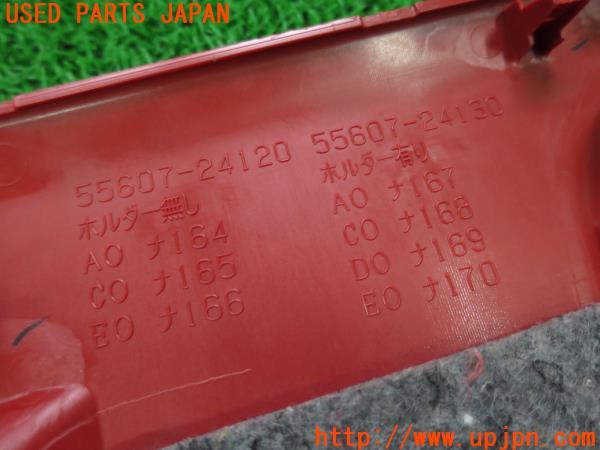 USED PARTS JAPAN
55607-24120
ホルダー無し
AO ナ164
CO ナ165
EO ナ166
55607-24130
ホルダー有り
AO ナ167
CO ナ168
DO ナ169
EO ナ170
http://www.upjpn.com/